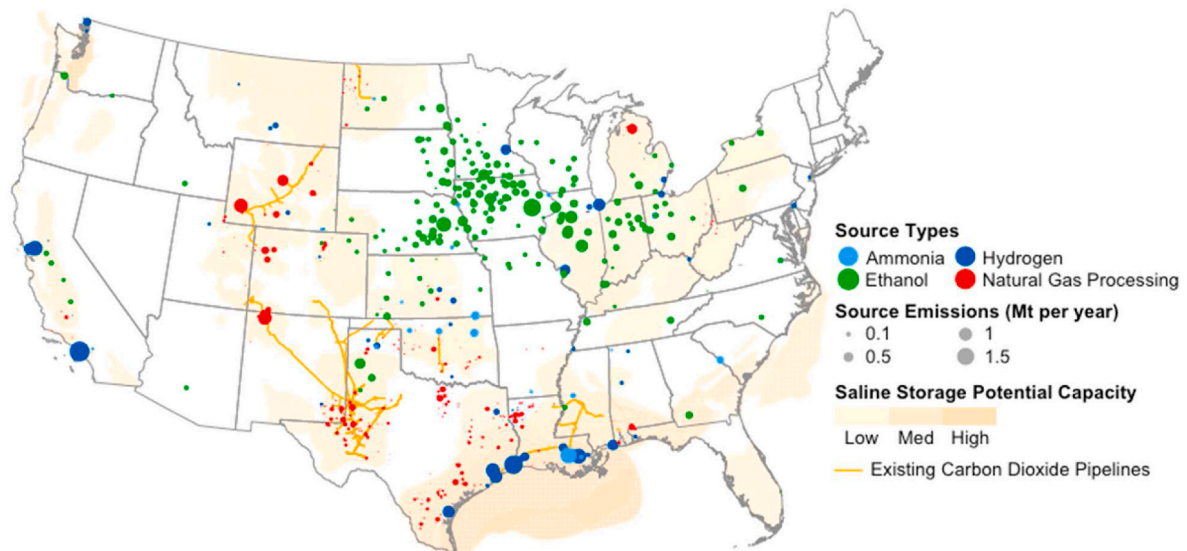 Source Types
Ammonia Hydrogen
Ethanol Natural Gas Processing
Source Emissions (Mt per year)
0.1 1
0.5 1.5
Saline Storage Potential Capacity
Low Med High
Existing Carbon Dioxide Pipelines